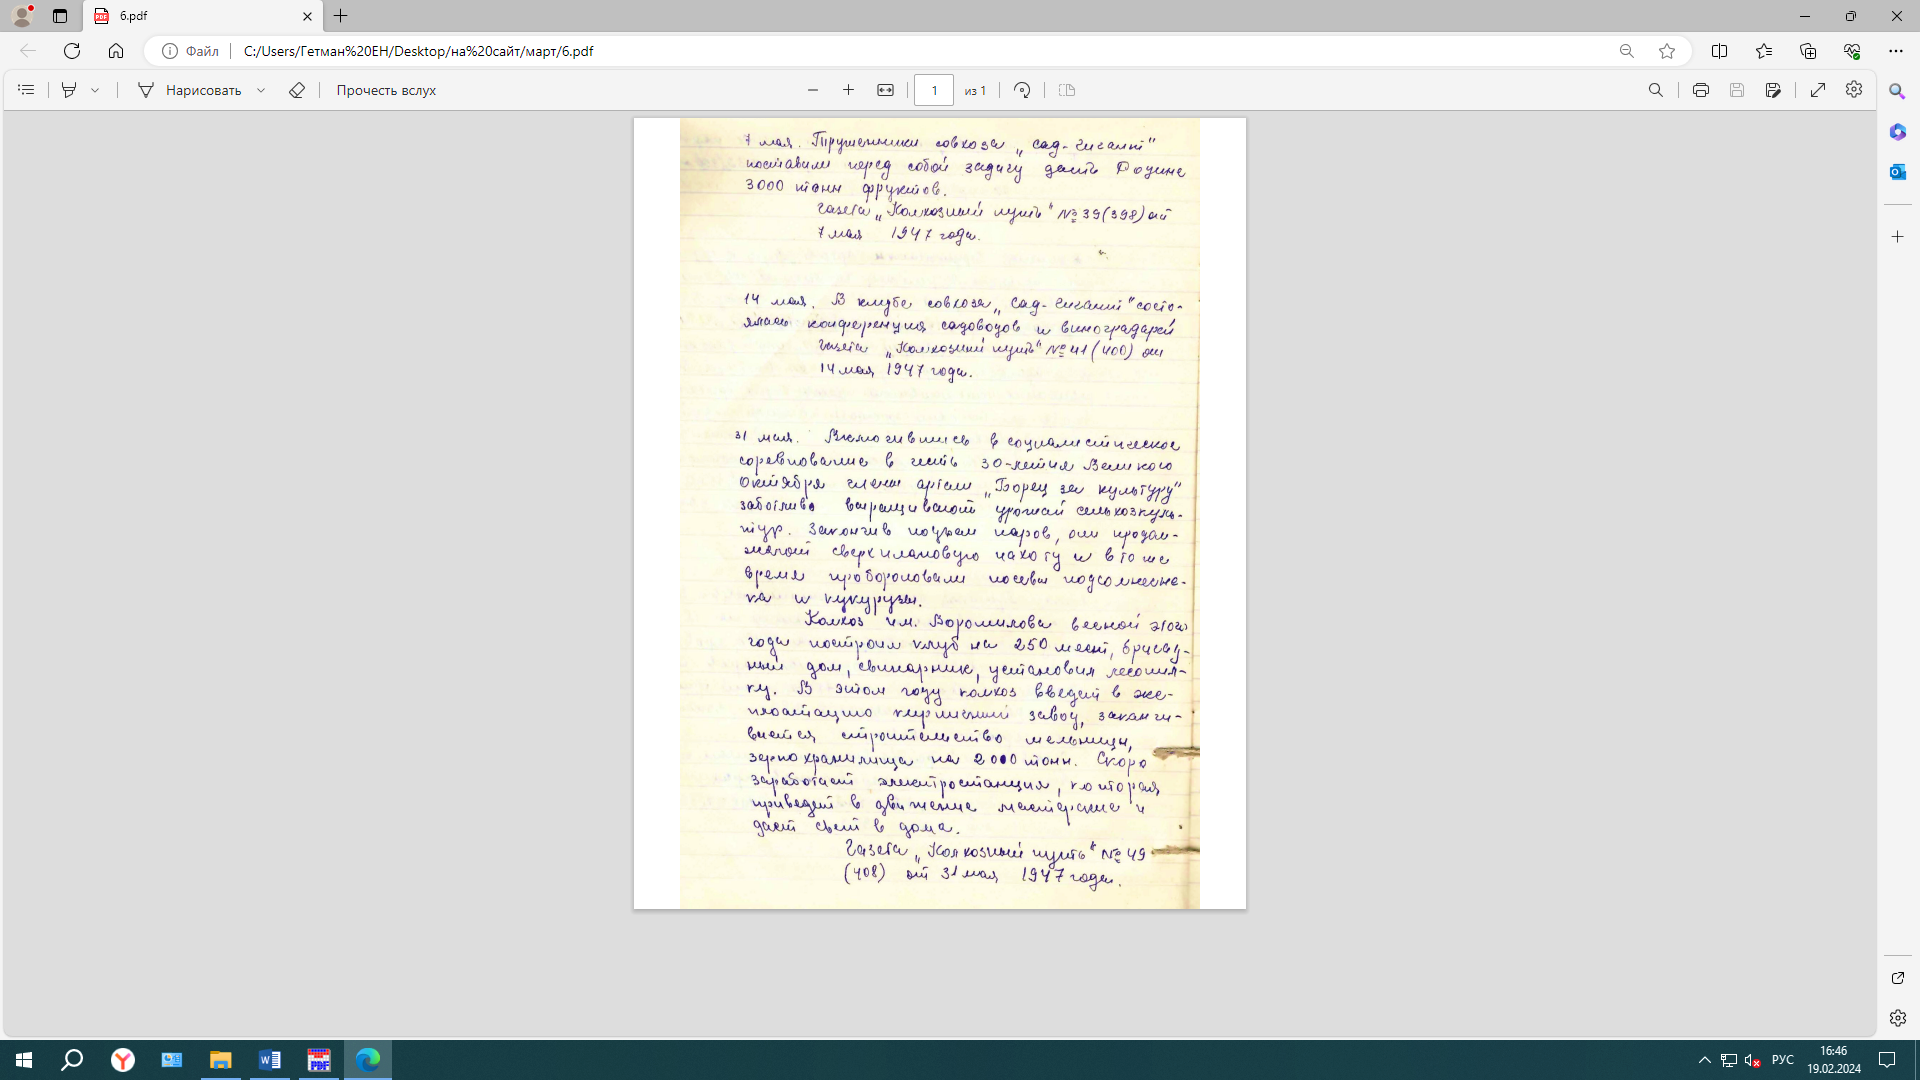 6.pdf
Файл
C:/Users/Гетман%20ЕН/Desktop/на%20сайт/март/6.pdf
Нарисовать
Прочесть вслух
1
из 1
7 мая. Труженники совхоза „Сад-Гигант"
поставили перед собой задачу дать Родине
3000 тонн фруктов.
Газета „Колхозный путь" № 39(398) от
7 мая 1947 года.
14 мая. В клубе совхоза „Сад-Гигант" состо-
ялась конференция садоводов и виноградарей
Газета „Колхозный путь" № 41(400) от
14 мая 1947 года.
31 мая. Включившись в социалистическое
соревнование в честь 30-летия Великого
Октября члены артели „Борец за культуру"
заботливо выращивают урожай сельхозкуль-
тур. Закончив подъем паров, они продол-
жают сверхплановую пахоту и в то же
время пробороновали посевы подсолнечни-
ка и кукурузы.
Колхоз им. Ворошилова весной этого
года построил клуб на 250 мест, бригад-
ный дом, свинарник, установил лесопил-
ку. В этом году колхоз введет в экс-
плоатацию кирпичный завод, заканчи-
вается строительство мельницы,
зернохранилища на 2000 тонн. Скоро
заработает электростанция, которая
приведет в движение мастерские и
даст свет в дома.
Газета „Колхозный путь" № 49
(408) от 31 мая 1947 года.
РУС
16:46
19.02.2024